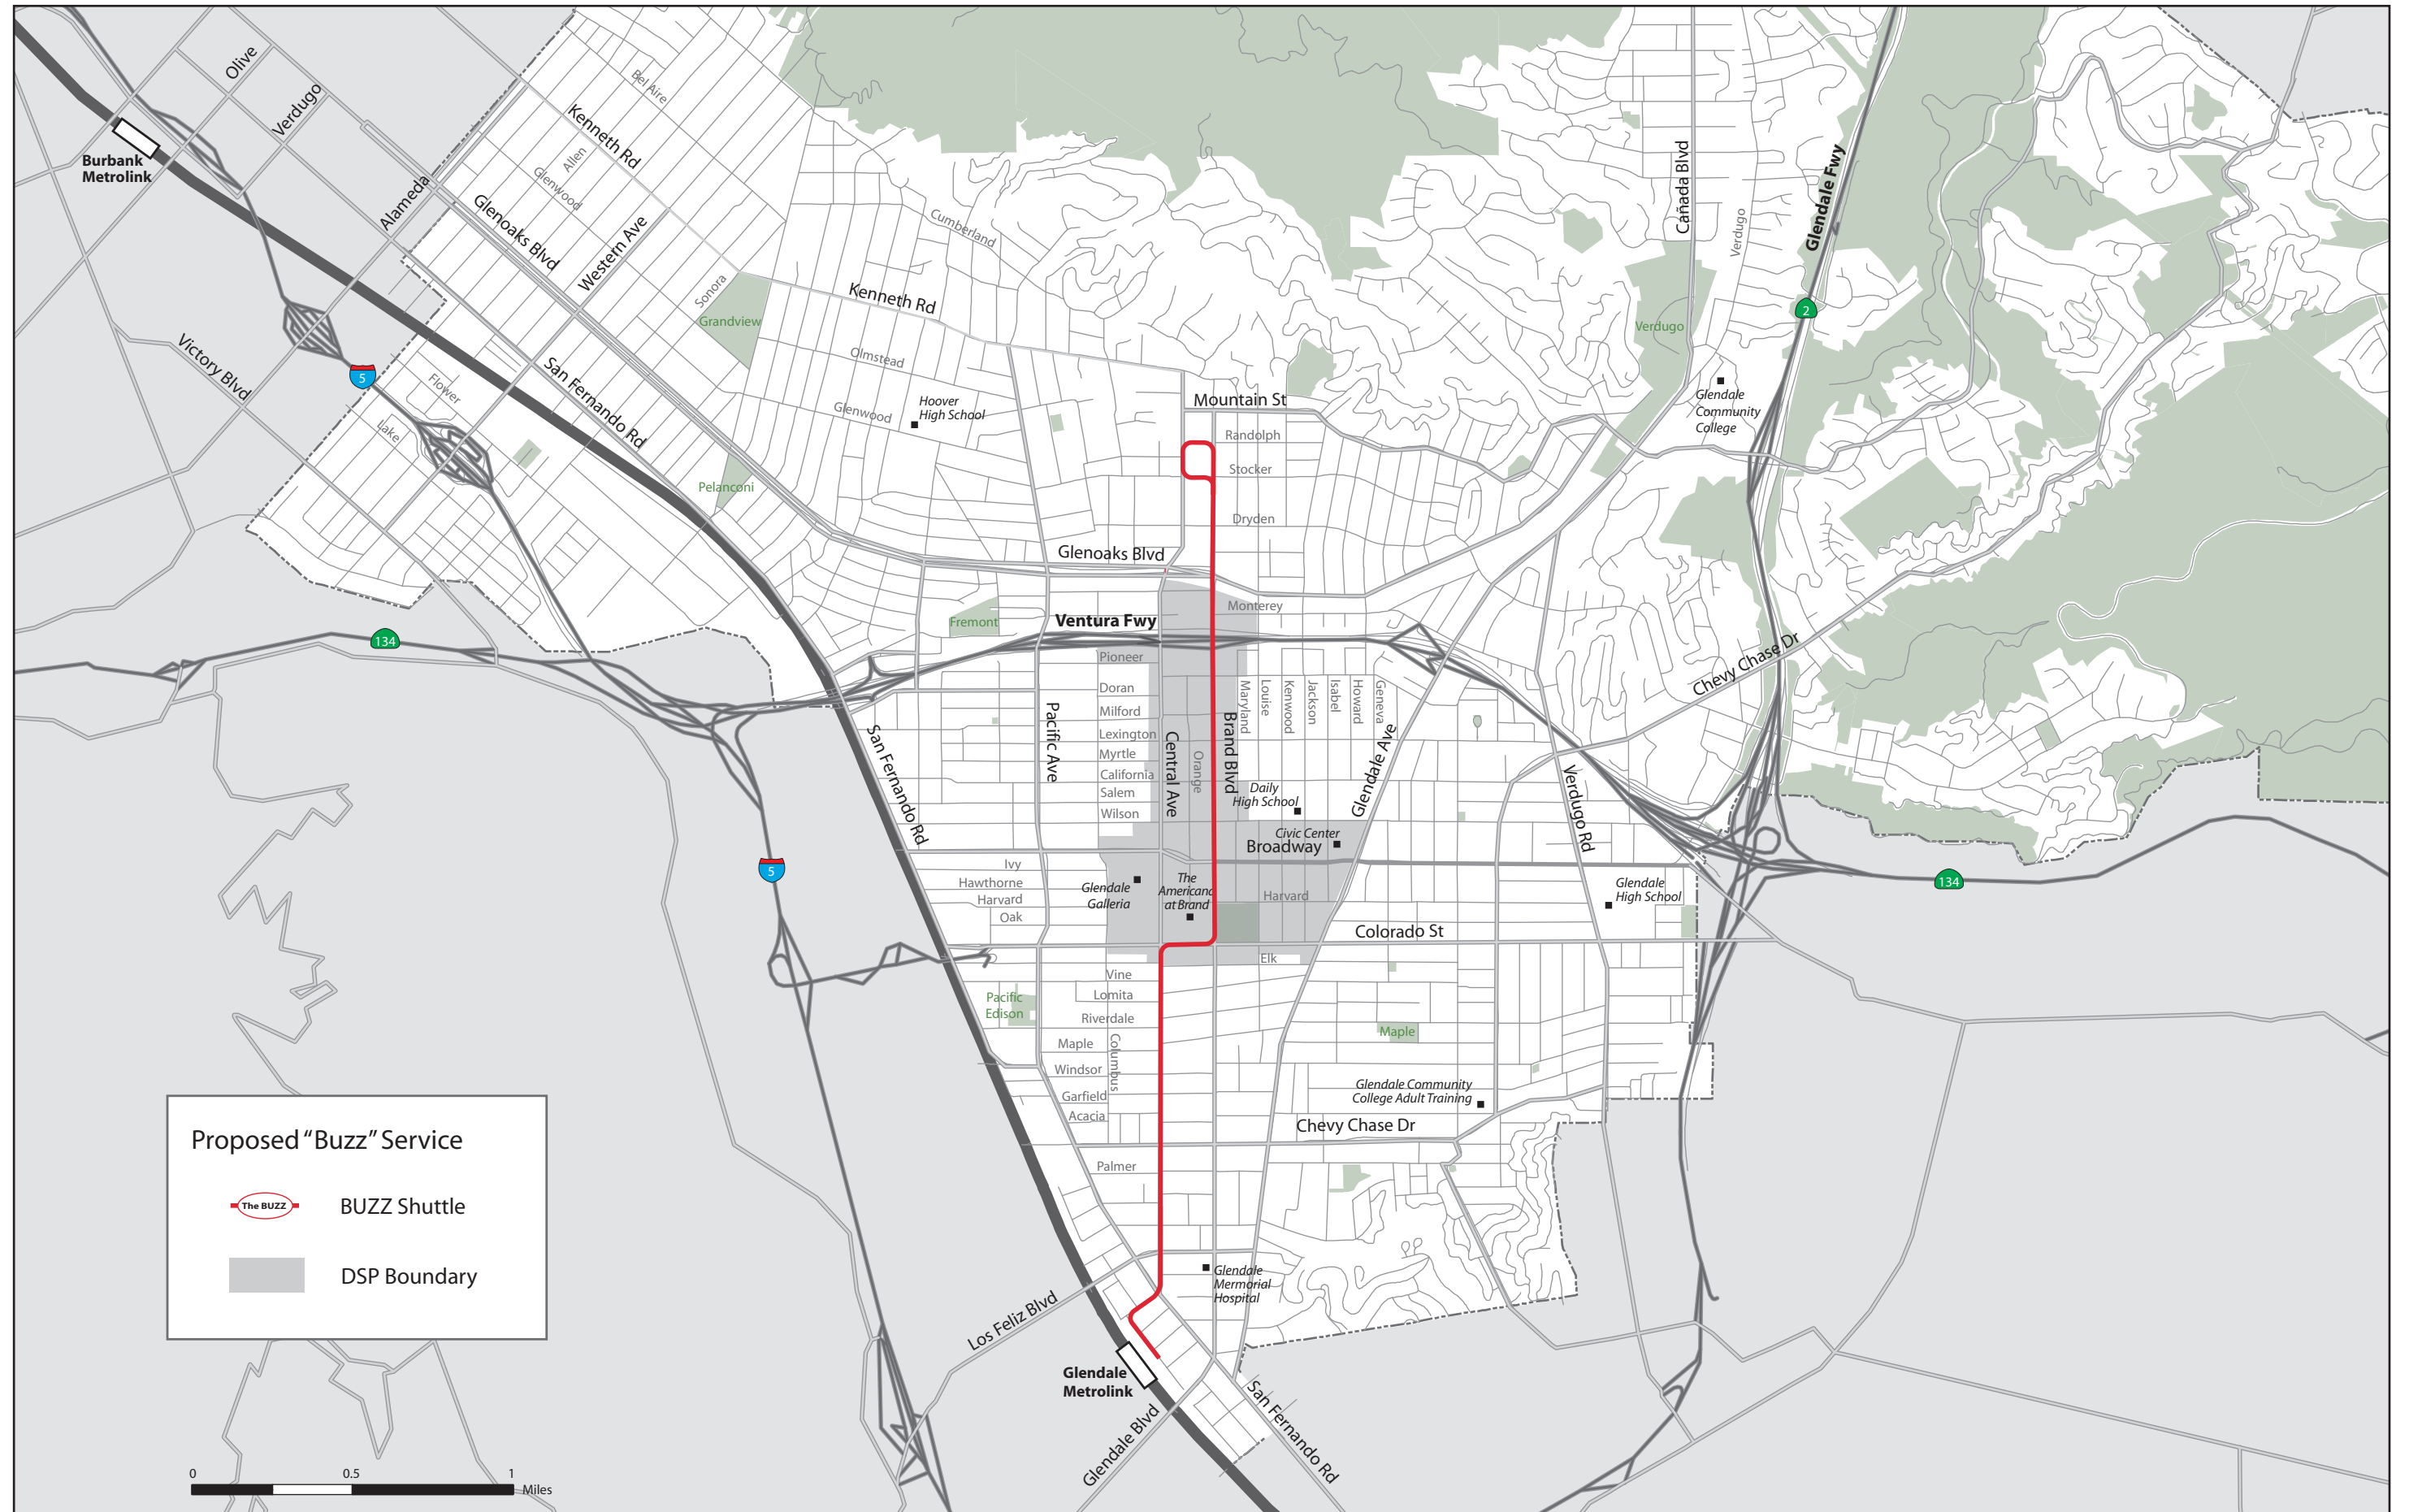 Olive
Verdugo
Bel Aire
Kenneth Rd
Allen
Glenwood
Burbank
Metrolink
Alameda
Glenoaks Blvd
Western Ave
Cumberland
Cañada Blvd
Verdugo
Glendale Fwy
2
Sonora
Grandview
Kenneth Rd
Verdugo
Victory Blvd
5
Flower
Lake
San Fernando Rd
Olmstead
Glenwood
Hoover
High School
Mountain St
Randolph
Stocker
Dryden
Glendale
Community
College
Pelanconi
Glenoaks Blvd
Monterey
Fremont
Ventura Fwy
134
Pioneer
Doran
Milford
Lexington
Myrtle
California
Salem
Wilson
Pacific Ave
Central Ave
Orange
Brand Blvd
Maryland
Louise
Kenwood
Jackson
Isabel
Howard
Geneva
Glendale Ave
Chevy Chase Dr
San Fernando Rd
Verdugo Rd
Daily
High School
Civic Center
Broadway
5
134
Ivy
Hawthorne
Harvard
Oak
Glendale
Galleria
The
Americana
at Brand
Harvard
Glendale
High School
Colorado St
Elk
Vine
Lomita
Riverdale
Pacific
Edison
Maple
Maple
Columbus
Windsor
Garfield
Acacia
Glendale Community
College Adult Training
Chevy Chase Dr
Palmer
Glendale
Mermorial
Hospital
Los Feliz Blvd
Glendale
Metrolink
Glendale Blvd
San Fernando Rd
Proposed “Buzz” Service
The BUZZ
BUZZ Shuttle
DSP Boundary
0 0.5 1
Miles